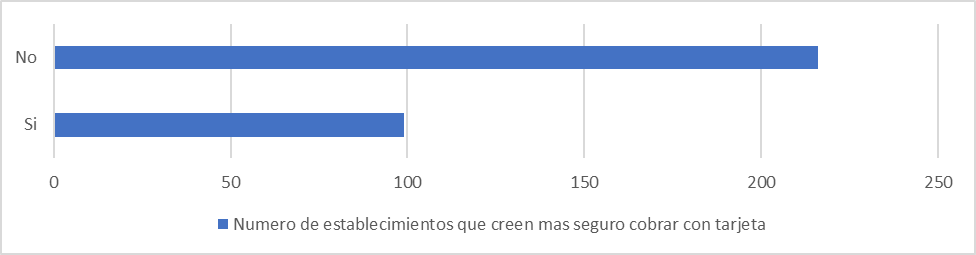 No
Si
0 50 100 150 200 250
Numero de establecimientos que creen mas seguro cobrar con tarjeta